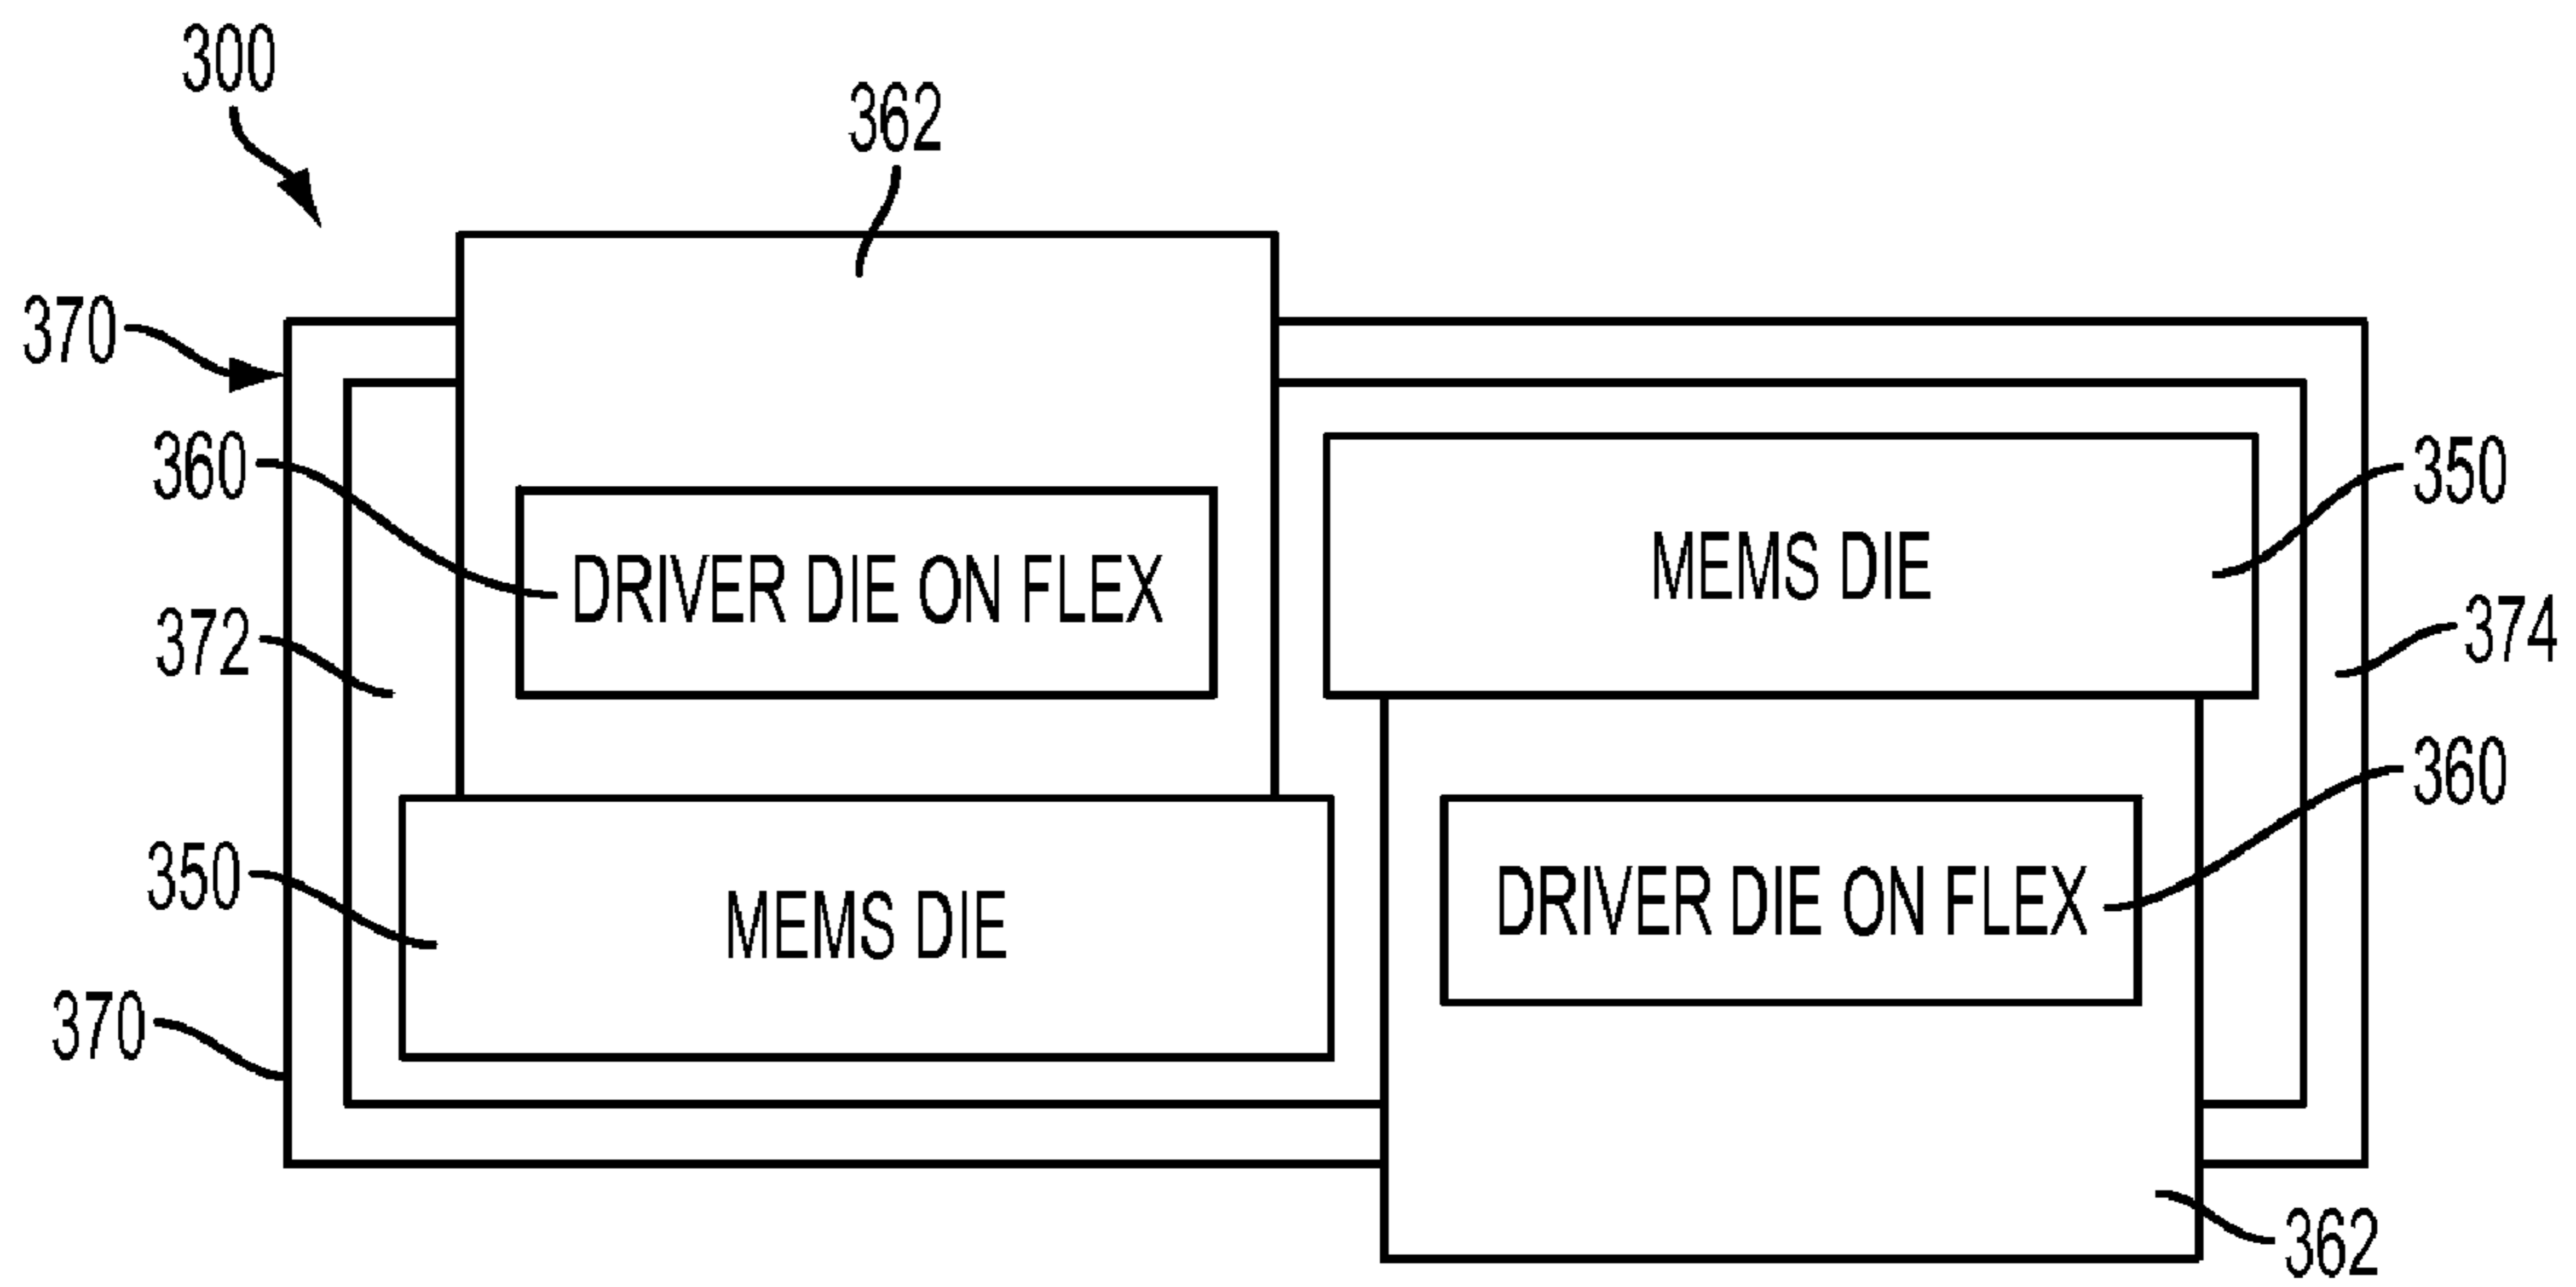 300
362
370
360
DRIVER DIE ON FLEX
MEMS DIE
350
372
374
360
350
MEMS DIE
DRIVER DIE ON FLEX
370
362